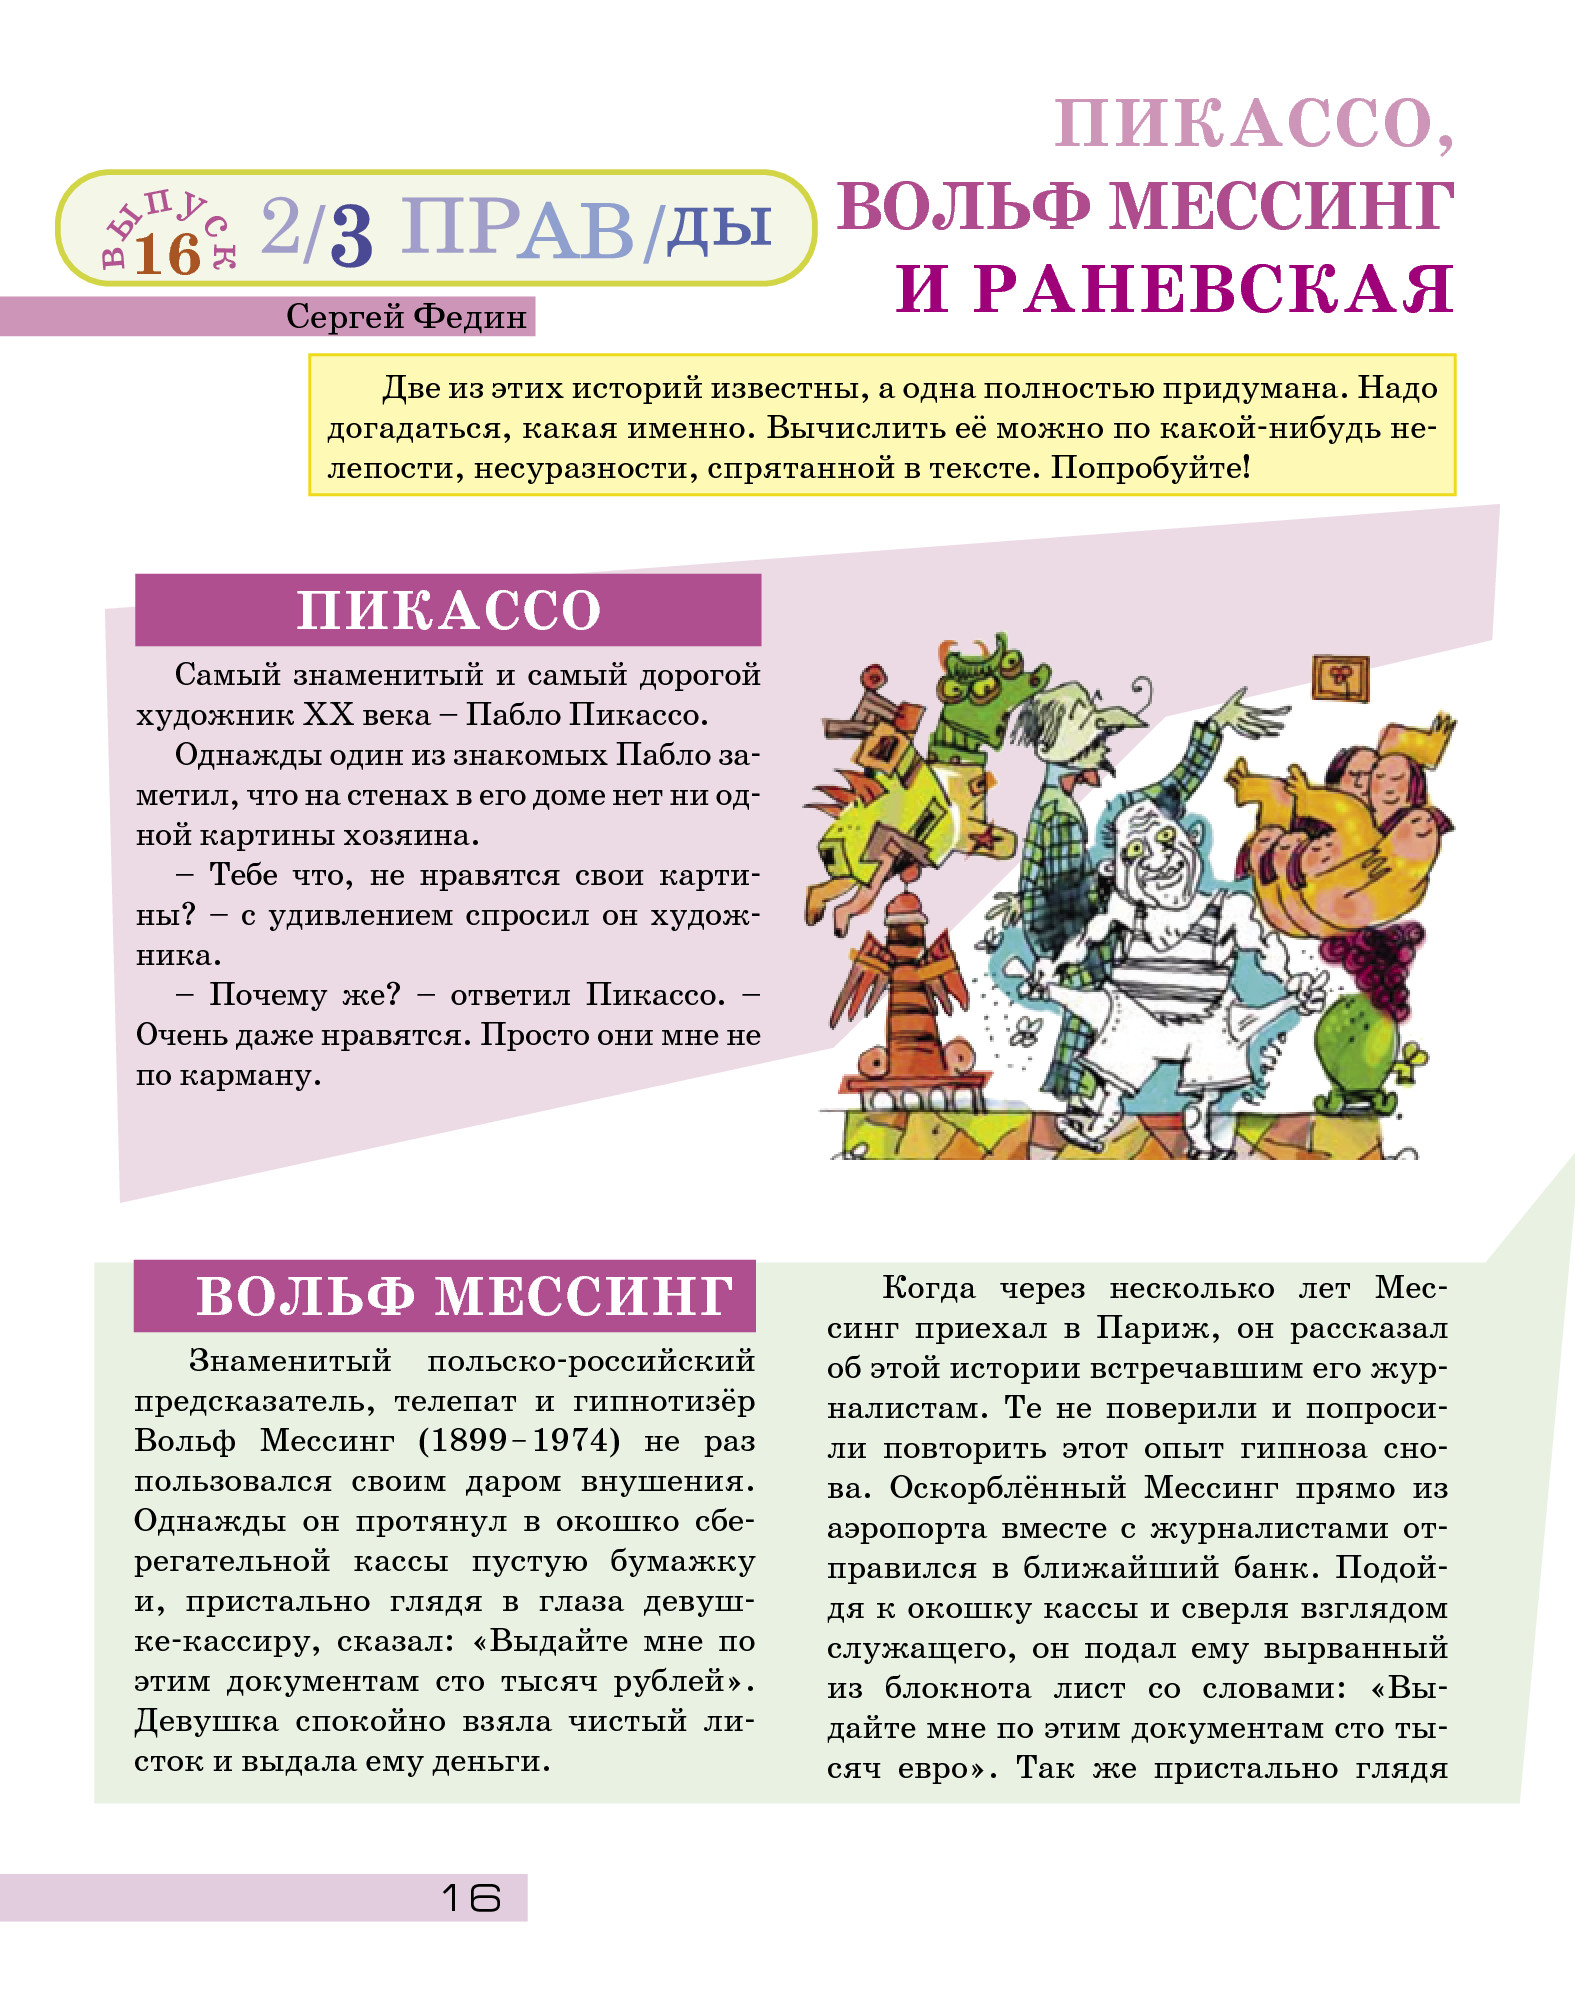 ПИКАССО,
ВОЛЬФ МЕССИНГ
И РАНЕВСКАЯ
выпуск
16
2/3 ПРАВ/ДЫ
Сергей Федин
Две из этих историй известны, а одна полностью придумана. Надо
догадаться, какая именно. Вычислить её можно по какой-нибудь не-
лепости, несуразности, спрятанной в тексте. Попробуйте!
ПИКАССО
Самый знаменитый и самый дорогой
художник XX века – Пабло Пикассо.
Однажды один из знакомых Пабло за-
метил, что на стенах в его доме нет ни од-
ной картины хозяина.
– Тебе что, не нравятся свои карти-
ны? – с удивлением спросил он худож-
ника.
– Почему же? – ответил Пикассо. –
Очень даже нравятся. Просто они мне не
по карману.
Picasso
ВОЛЬФ МЕССИНГ
Знаменитый польско-российский
предсказатель, телепат и гипнотизёр
Вольф Мессинг (1899–1974) не раз
пользовался своим даром внушения.
Однажды он протянул в окошко сбе-
регательной кассы пустую бумажку
и, пристально глядя в глаза девуш-
ке-кассиру, сказал: «Выдайте мне по
этим документам сто тысяч рублей».
Девушка спокойно взяла чистый ли-
сток и выдала ему деньги.
Когда через несколько лет Мес-
синг приехал в Париж, он рассказал
об этой истории встречавшим его жур-
налистам. Те не поверили и попроси-
ли повторить этот опыт гипноза сно-
ва. Оскорблённый Мессинг прямо из
аэропорта вместе с журналистами от-
правился в ближайший банк. Подой-
дя к окошку кассы и сверля взглядом
служащего, он подал ему вырванный
из блокнота лист со словами: «Вы-
дайте мне по этим документам сто ты-
сяч евро». Так же пристально глядя
16